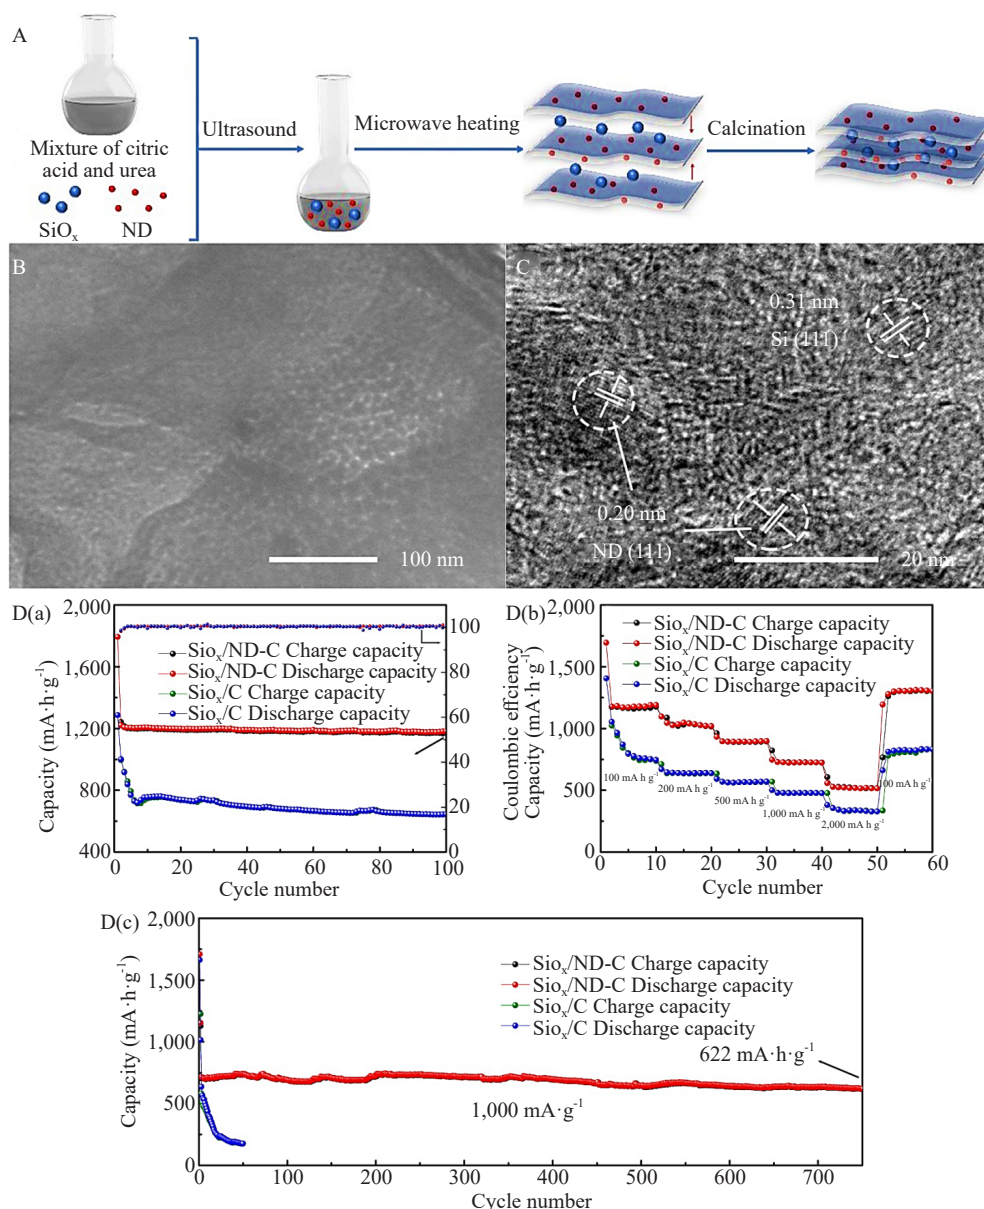 A
Ultrasound
Microwave heating
Calcination
Mixture of citric
acid and urea
SiOx
ND
B
100 nm
C
0.31 nm
Si (111)
0.20 nm
ND (111)
20 nm
D(a)
2,000
1,600
1,200
800
400
Capacity (mA·h·g-1)
0
20
40
60
80
100
Cycle number
100
80
60
40
20
0
Coulombic efficiency
Siox/ND-C Charge capacity
Siox/ND-C Discharge capacity
Siox/C Charge capacity
Siox/C Discharge capacity
D(b)
2,000
1,500
1,000
500
0
Capacity (mA·h·g-1)
0
10
20
30
40
50
60
Cycle number
Siox/ND-C Charge capacity
Siox/ND-C Discharge capacity
Siox/C Charge capacity
Siox/C Discharge capacity
100 mA h g-1
200 mA h g-1
500 mA h g-1
1,000 mA h g-1
2,000 mA h g-1
100 mA h g-1
D(c)
2,000
1,500
1,000
500
0
Capacity (mA·h·g-1)
0
100
200
300
400
500
600
700
Cycle number
Siox/ND-C Charge capacity
Siox/ND-C Discharge capacity
Siox/C Charge capacity
Siox/C Discharge capacity
622 mA·h·g-1
1,000 mA·g-1